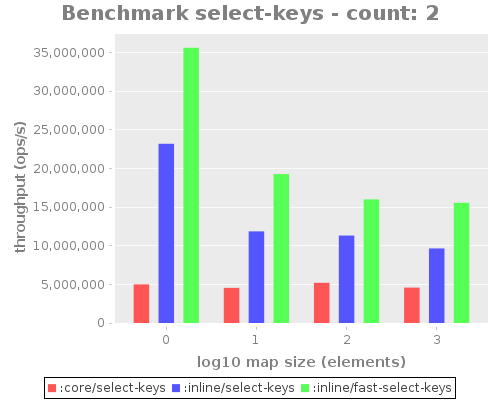 Benchmark select-keys - count: 2
throughput (ops/s)
35,000,000
30,000,000
25,000,000
20,000,000
15,000,000
10,000,000
5,000,000
0
0 1 2 3
log10 map size (elements)
:core/select-keys :inline/select-keys :inline/fast-select-keys